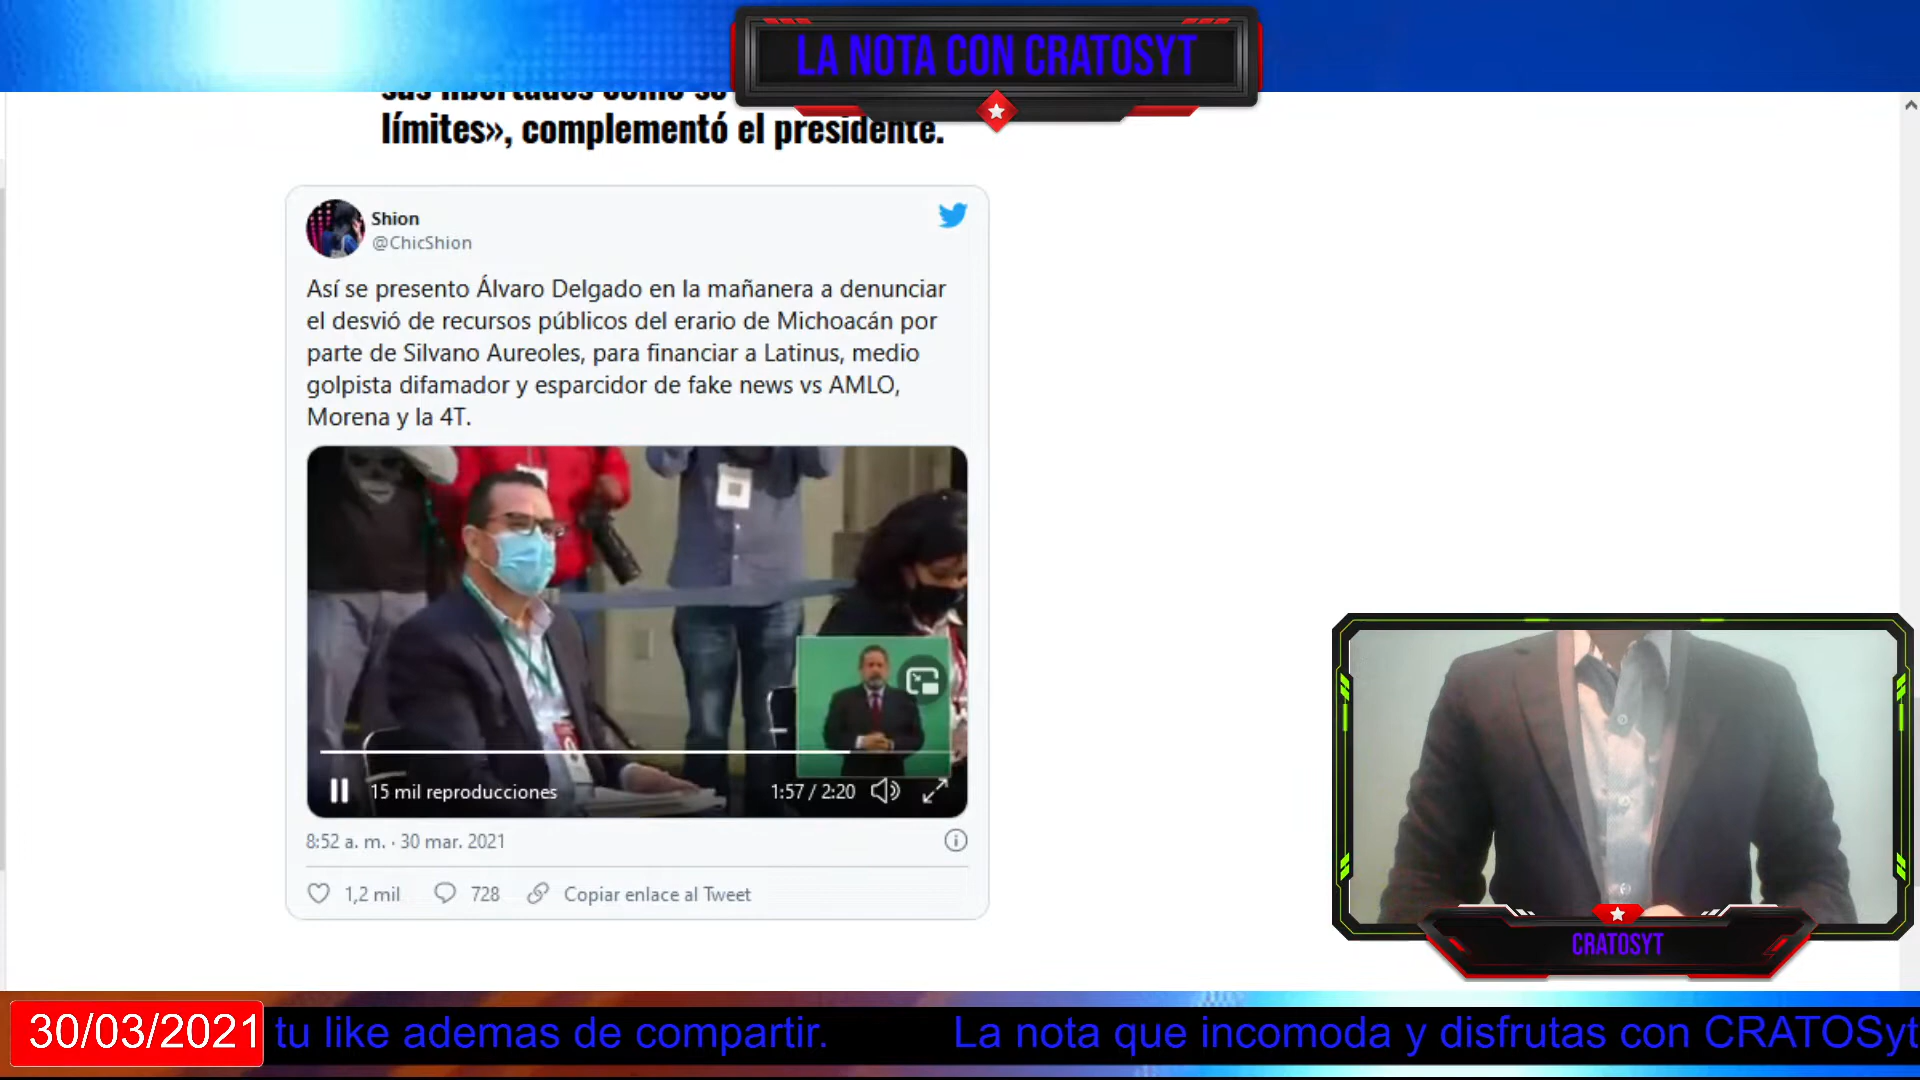 LA NOTA CON CRATOSYT
límites», complementó el presidente.
Shion
@ChicShion
Así se presento Álvaro Delgado en la mañanera a denunciar
el desvió de recursos públicos del erario de Michoacán por
parte de Silvano Aureoles, para financiar a Latinus, medio
golpista difamador y esparcidor de fake news vs AMLO,
Morena y la 4T.
15 mil reproducciones
1:57 / 2:20
8:52 a. m. · 30 mar. 2021
1,2 mil
728
Copiar enlace al Tweet
CRATOSYT
30/03/2021
tu like ademas de compartir.
La nota que incomoda y disfrutas con CRATOSyt